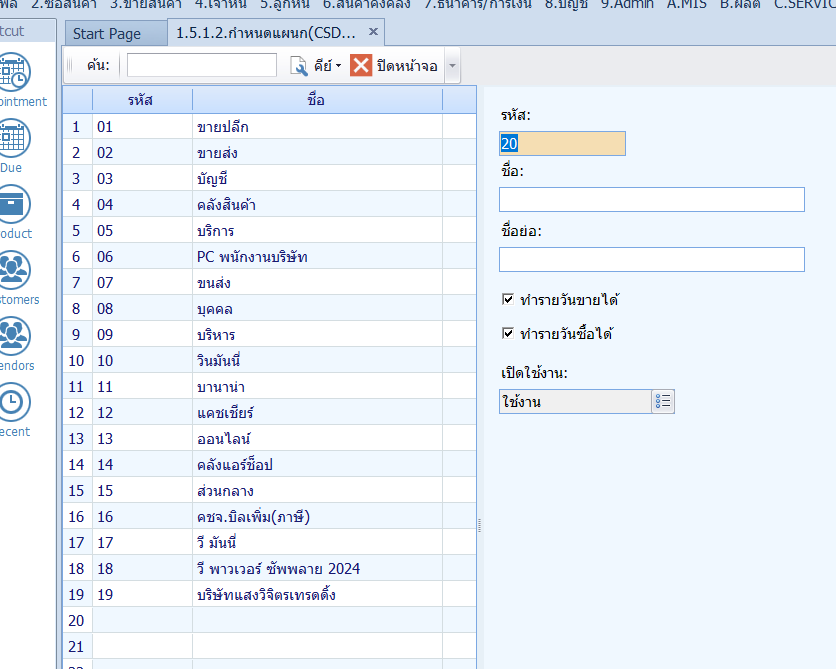 2.ซื้อสินค้า 3.ขายสินค้า 4.เจ้าหนี้ 5.ลูกหนี้ 6.สินค้าคงคลัง 7.ธนาคาร/การเงิน 8.บัญชี 9.Admin A.MIS B.ผลิต
Start Page 1.5.1.2.กำหนดแผนก(CSD...
ค้น: คีย์ ปิดหน้าจอ
Due
รหัส ชื่อ
1 01 ขายปลีก
2 02 ขายส่ง
3 03 บัญชี
4 04 คลังสินค้า
5 05 บริการ
6 06 PC พนักงานบริษัท
7 07 ขนส่ง
8 08 บุคคล
9 09 บริหาร
10 10 วินมันนี่
11 11 บานาน่า
12 12 แคชเชียร์
13 13 ออนไลน์
14 14 คลังแอร์ช็อป
15 15 ส่วนกลาง
16 16 คชจ.บิลเพิ่ม(ภาษี)
17 17 วี มันนี่
18 18 วี พาวเวอร์ ซัพพลาย 2024
19 19 บริษัทแสงวิจิตรเทรดดิ้ง
20
21
รหัส:
20
ชื่อ:
ชื่อย่อ:
ทำรายวันขายได้
ทำรายวันซื้อได้
เปิดใช้งาน:
ใช้งาน